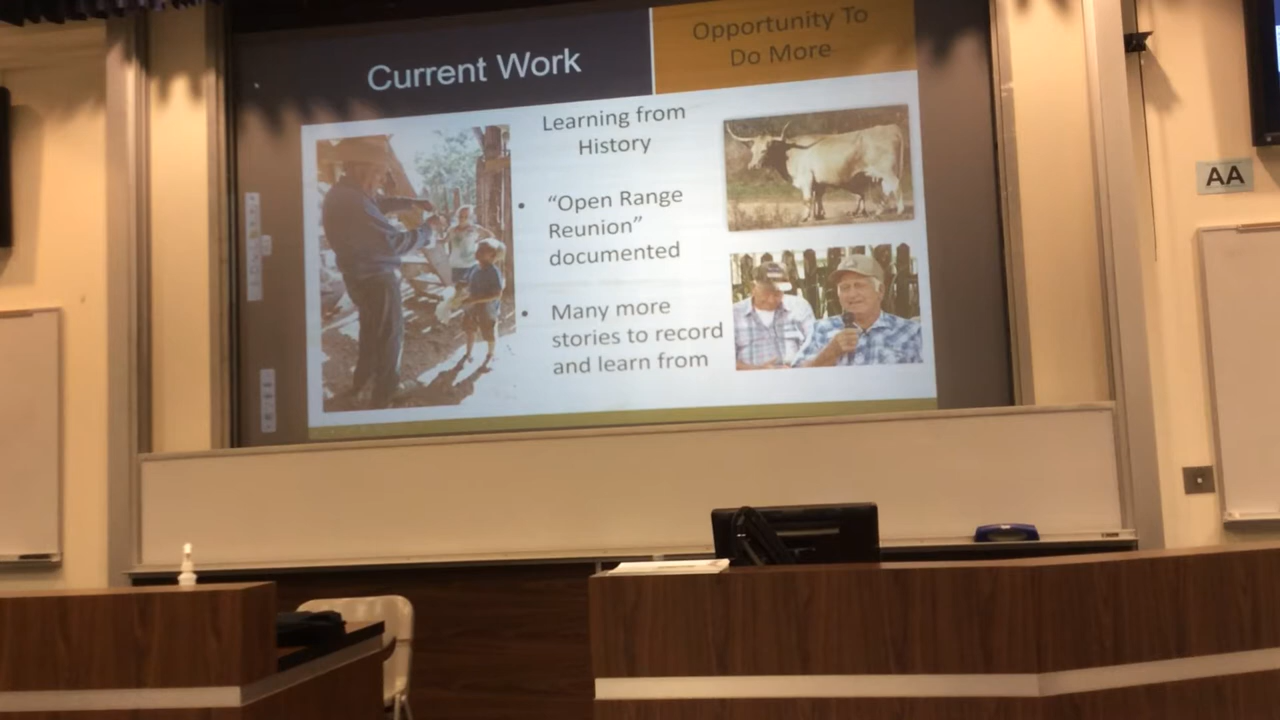 Current Work
Opportunity To
Do More
Learning from
History
• “Open Range
Reunion”
documented
• Many more
stories to record
and learn from
AA